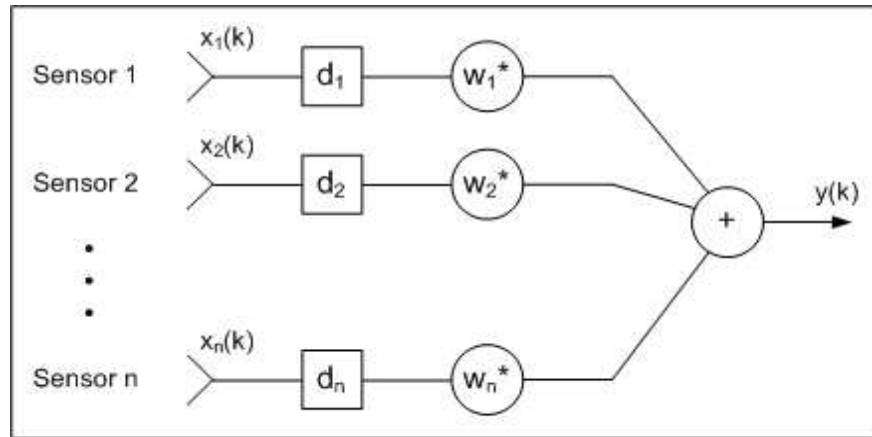 x₁(k)
Sensor 1 d₁ w₁*
x₂(k)
Sensor 2 d₂ w₂*
y(k)
+
xₙ(k)
Sensor n dₙ wₙ*